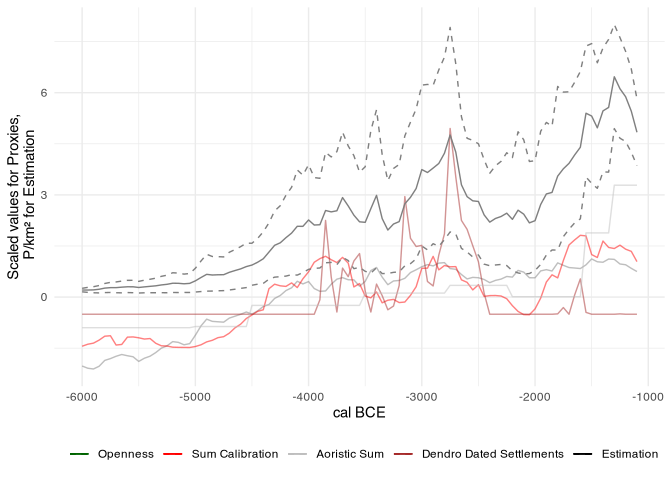 Scaled values for Proxies,
P/km² for Estimation
6
3
0
-6000 -5000 -4000 -3000 -2000 -1000
cal BCE
Openness Sum Calibration Aoristic Sum Dendro Dated Settlements Estimation